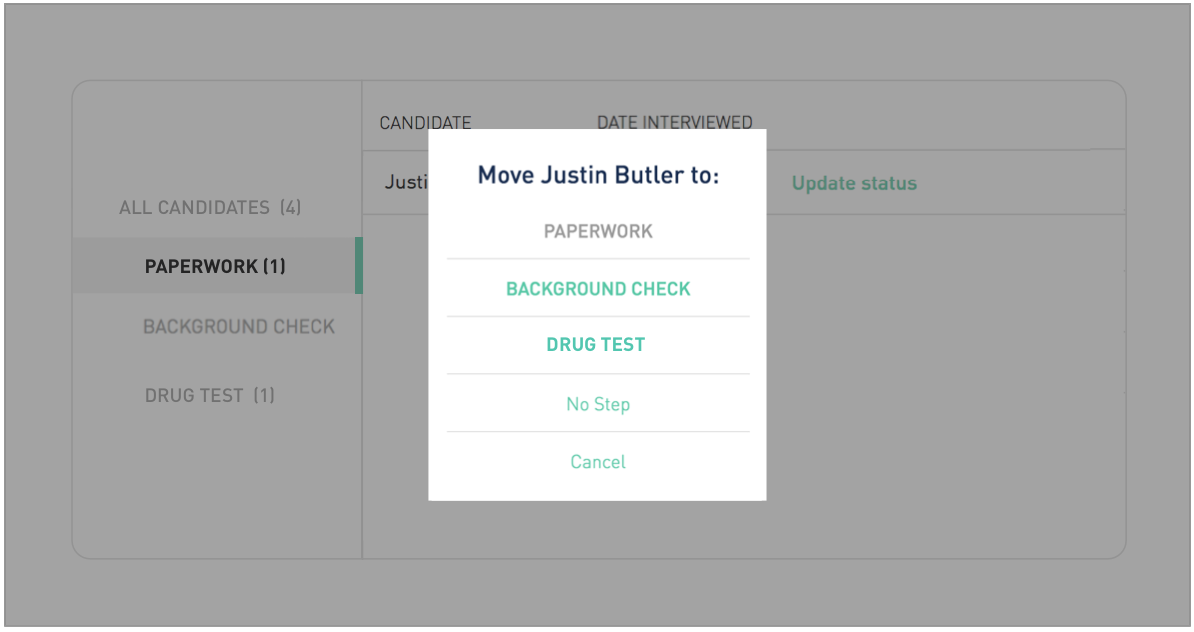 CANDIDATE DATE INTERVIEWED
Move Justin Butler to:
Justi
Update status
PAPERWORK
BACKGROUND CHECK
DRUG TEST
No Step
Cancel
ALL CANDIDATES (4)
PAPERWORK (1)
BACKGROUND CHECK
DRUG TEST (1)